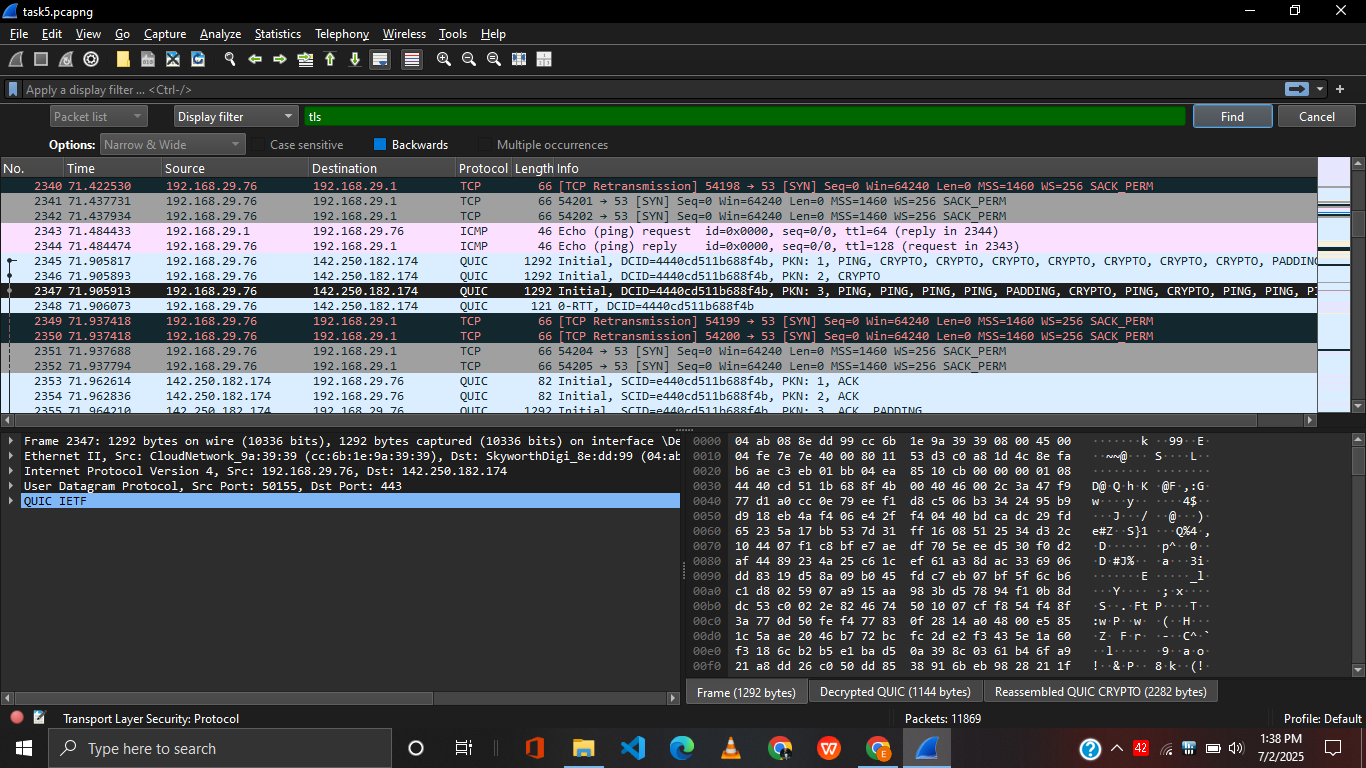 task5.pcapng
File Edit View Go Capture Analyze Statistics Telephony Wireless Tools Help
Apply a display filter ... <Ctrl-/>
Packet list Display filter tls Find Cancel
Options: Narrow & Wide Case sensitive Backwards Multiple occurrences
No. Time Source Destination Protocol Length Info
2340 71.422530 192.168.29.76 192.168.29.1 TCP 66 [TCP Retransmission] 54198 → 53 [SYN] Seq=0 Win=64240 Len=0 MSS=1460 WS=256 SACK_PERM
2341 71.437731 192.168.29.76 192.168.29.1 TCP 66 54201 → 53 [SYN] Seq=0 Win=64240 Len=0 MSS=1460 WS=256 SACK_PERM
2342 71.437934 192.168.29.76 192.168.29.1 TCP 66 54202 → 53 [SYN] Seq=0 Win=64240 Len=0 MSS=1460 WS=256 SACK_PERM
2343 71.484433 192.168.29.1 192.168.29.76 ICMP 46 Echo (ping) request id=0x0000, seq=0/0, ttl=64 (reply in 2344)
2344 71.484474 192.168.29.76 192.168.29.1 ICMP 46 Echo (ping) reply id=0x0000, seq=0/0, ttl=128 (request in 2343)
2345 71.905817 192.168.29.76 142.250.182.174 QUIC 1292 Initial, DCID=4440cd511b688f4b, PKN: 1, PING, CRYPTO, CRYPTO, CRYPTO, CRYPTO, CRYPTO, CRYPTO, CRYPTO, PADDING
2346 71.905893 192.168.29.76 142.250.182.174 QUIC 1292 Initial, DCID=4440cd511b688f4b, PKN: 2, CRYPTO
2347 71.905913 192.168.29.76 142.250.182.174 QUIC 1292 Initial, DCID=4440cd511b688f4b, PKN: 3, PING, PING, PING, PING, PADDING, CRYPTO, PING, CRYPTO, PING, PING, PI
2348 71.906073 192.168.29.76 142.250.182.174 QUIC 121 0-RTT, DCID=4440cd511b688f4b
2349 71.937418 192.168.29.76 192.168.29.1 TCP 66 [TCP Retransmission] 54199 → 53 [SYN] Seq=0 Win=64240 Len=0 MSS=1460 WS=256 SACK_PERM
2350 71.937418 192.168.29.76 192.168.29.1 TCP 66 [TCP Retransmission] 54200 → 53 [SYN] Seq=0 Win=64240 Len=0 MSS=1460 WS=256 SACK_PERM
2351 71.937688 192.168.29.76 192.168.29.1 TCP 66 54204 → 53 [SYN] Seq=0 Win=64240 Len=0 MSS=1460 WS=256 SACK_PERM
2352 71.937794 192.168.29.76 192.168.29.1 TCP 66 54205 → 53 [SYN] Seq=0 Win=64240 Len=0 MSS=1460 WS=256 SACK_PERM
2353 71.962614 142.250.182.174 192.168.29.76 QUIC 82 Initial, SCID=e440cd511b688f4b, PKN: 1, ACK
2354 71.962836 142.250.182.174 192.168.29.76 QUIC 82 Initial, SCID=e440cd511b688f4b, PKN: 2, ACK
2355 71.964210 142.250.182.174 192.168.29.76 QUIC 1292 Initial, SCID=e440cd511b688f4b, PKN: 3, ACK, PADDING
Frame 2347: 1292 bytes on wire (10336 bits), 1292 bytes captured (10336 bits) on interface \De
Ethernet II, Src: CloudNetwork_9a:39:39 (cc:6b:1e:9a:39:39), Dst: SkyworthDigi_8e:dd:99 (04:ab
Internet Protocol Version 4, Src: 192.168.29.76, Dst: 142.250.182.174
User Datagram Protocol, Src Port: 50155, Dst Port: 443
QUIC IETF
0000 04 ab 08 8e dd 99 cc 6b 1e 9a 39 39 08 00 45 00 ·······k ··99··E·
0010 04 fe 7e 7e 40 00 80 11 53 d3 c0 a8 1d 4c 8e fa ··~~@··· S····L··
0020 b6 ae c3 eb 01 bb 04 ea 85 10 cb 00 00 00 01 08 ········ ········
0030 44 40 cd 51 1b 68 8f 4b 00 40 46 00 2c 3a 47 f9 D@·Q·h·K ·@F·,:G·
0040 77 d1 a0 cc 0e 79 ee f1 d8 c5 06 b3 34 24 95 b9 w····y·· ····4$··
0050 d9 18 eb 4a f4 06 e4 2f f4 04 40 bd ca dc 29 fd ···J···/ ··@···)·
0060 65 23 5a 17 bb 53 7d 31 ff 16 08 51 25 34 d3 2c e#Z··S}1 ···Q%4·,
0070 10 44 07 f1 c8 bf e7 ae df 70 5e ee d5 30 f0 d2 ·D······ ·p^··0··
0080 af 44 89 23 4a 25 c6 1c ef 61 a3 8d ac 33 69 06 ·D·#J%·· ·a···3i·
0090 dd 83 19 d5 8a 09 b0 45 fd c7 eb 07 bf 5f 6c b6 ·······E ·····_l·
00a0 c1 d8 02 59 07 a9 15 aa 98 3b d5 78 94 f1 0b 8d ···Y···· ·;·x····
00b0 dc 53 c0 02 2e 82 46 74 50 10 07 cf f8 54 f4 8f ·S··.·Ft P····T··
00c0 3a 77 0d 50 fe f4 77 83 0f 28 14 a0 48 00 e5 85 :w·P··w· ·(··H···
00d0 1c 5a ae 20 46 b7 72 bc fc 2d e2 f3 43 5e 1a 60 ·Z· F·r· ·-··C^·`
00e0 f3 18 6c b2 b5 e1 ba d5 0a 39 8c 03 61 b4 6f a9 ··l····· ·9··a·o·
00f0 21 a8 dd 26 c0 50 dd 85 38 91 6b eb 98 28 21 1f !··&·P·· 8·k··(!·
Frame (1292 bytes) Decrypted QUIC (1144 bytes) Reassembled QUIC CRYPTO (2282 bytes)
Transport Layer Security: Protocol Packets: 11869 Profile: Default
Type here to search
42
1:38 PM
7/2/2025